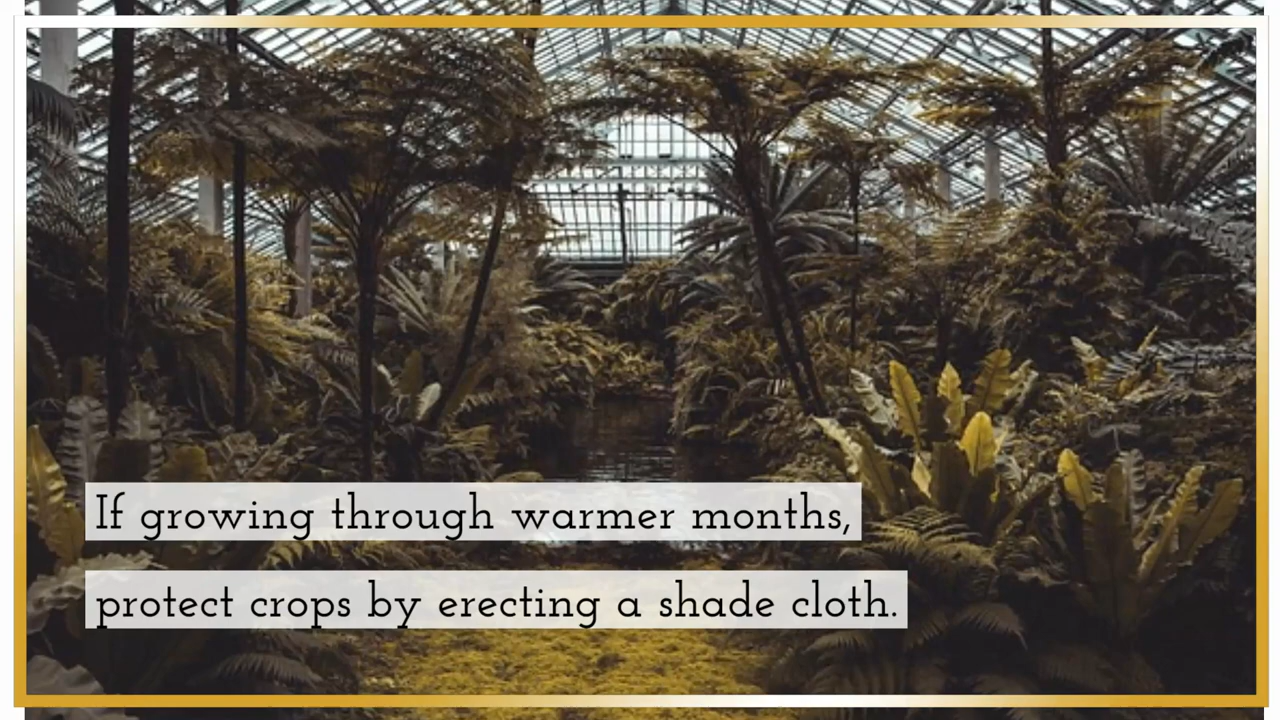 If growing through warmer months,
protect crops by erecting a shade cloth.